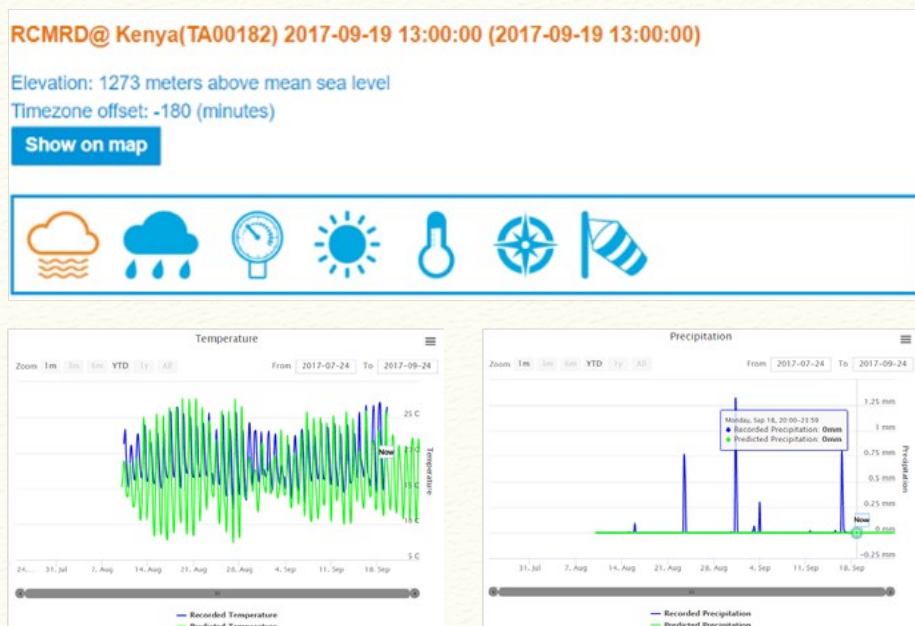 RCMRD@ Kenya(TA00182) 2017-09-19 13:00:00 (2017-09-19 13:00:00)
Elevation: 1273 meters above mean sea level
Timezone offset: -180 (minutes)
Show on map
Temperature
Zoom 1m 3m 6m YTD 1y All
From 2017-07-24 To 2017-09-24
25 C
Now
15 C
5 C
Temperature
24... 31. Jul 7. Aug 14. Aug 21. Aug 28. Aug 4. Sep 11. Sep 18. Sep
Recorded Temperature
Predicted Temperature
Precipitation
Zoom 1m 3m 6m YTD 1y All
From 2017-07-24 To 2017-09-24
1.25 mm
Monday, Sep 18, 20:00-23:59
Recorded Precipitation: 0mm
Predicted Precipitation: 0mm
1 mm
0.75 mm
0.5 mm
0.25 mm
Now
0 mm
-0.25 mm
Precipitation
31. Jul 7. Aug 14. Aug 21. Aug 28. Aug 4. Sep 11. Sep 18. Sep
Recorded Precipitation
Predicted Precipitation